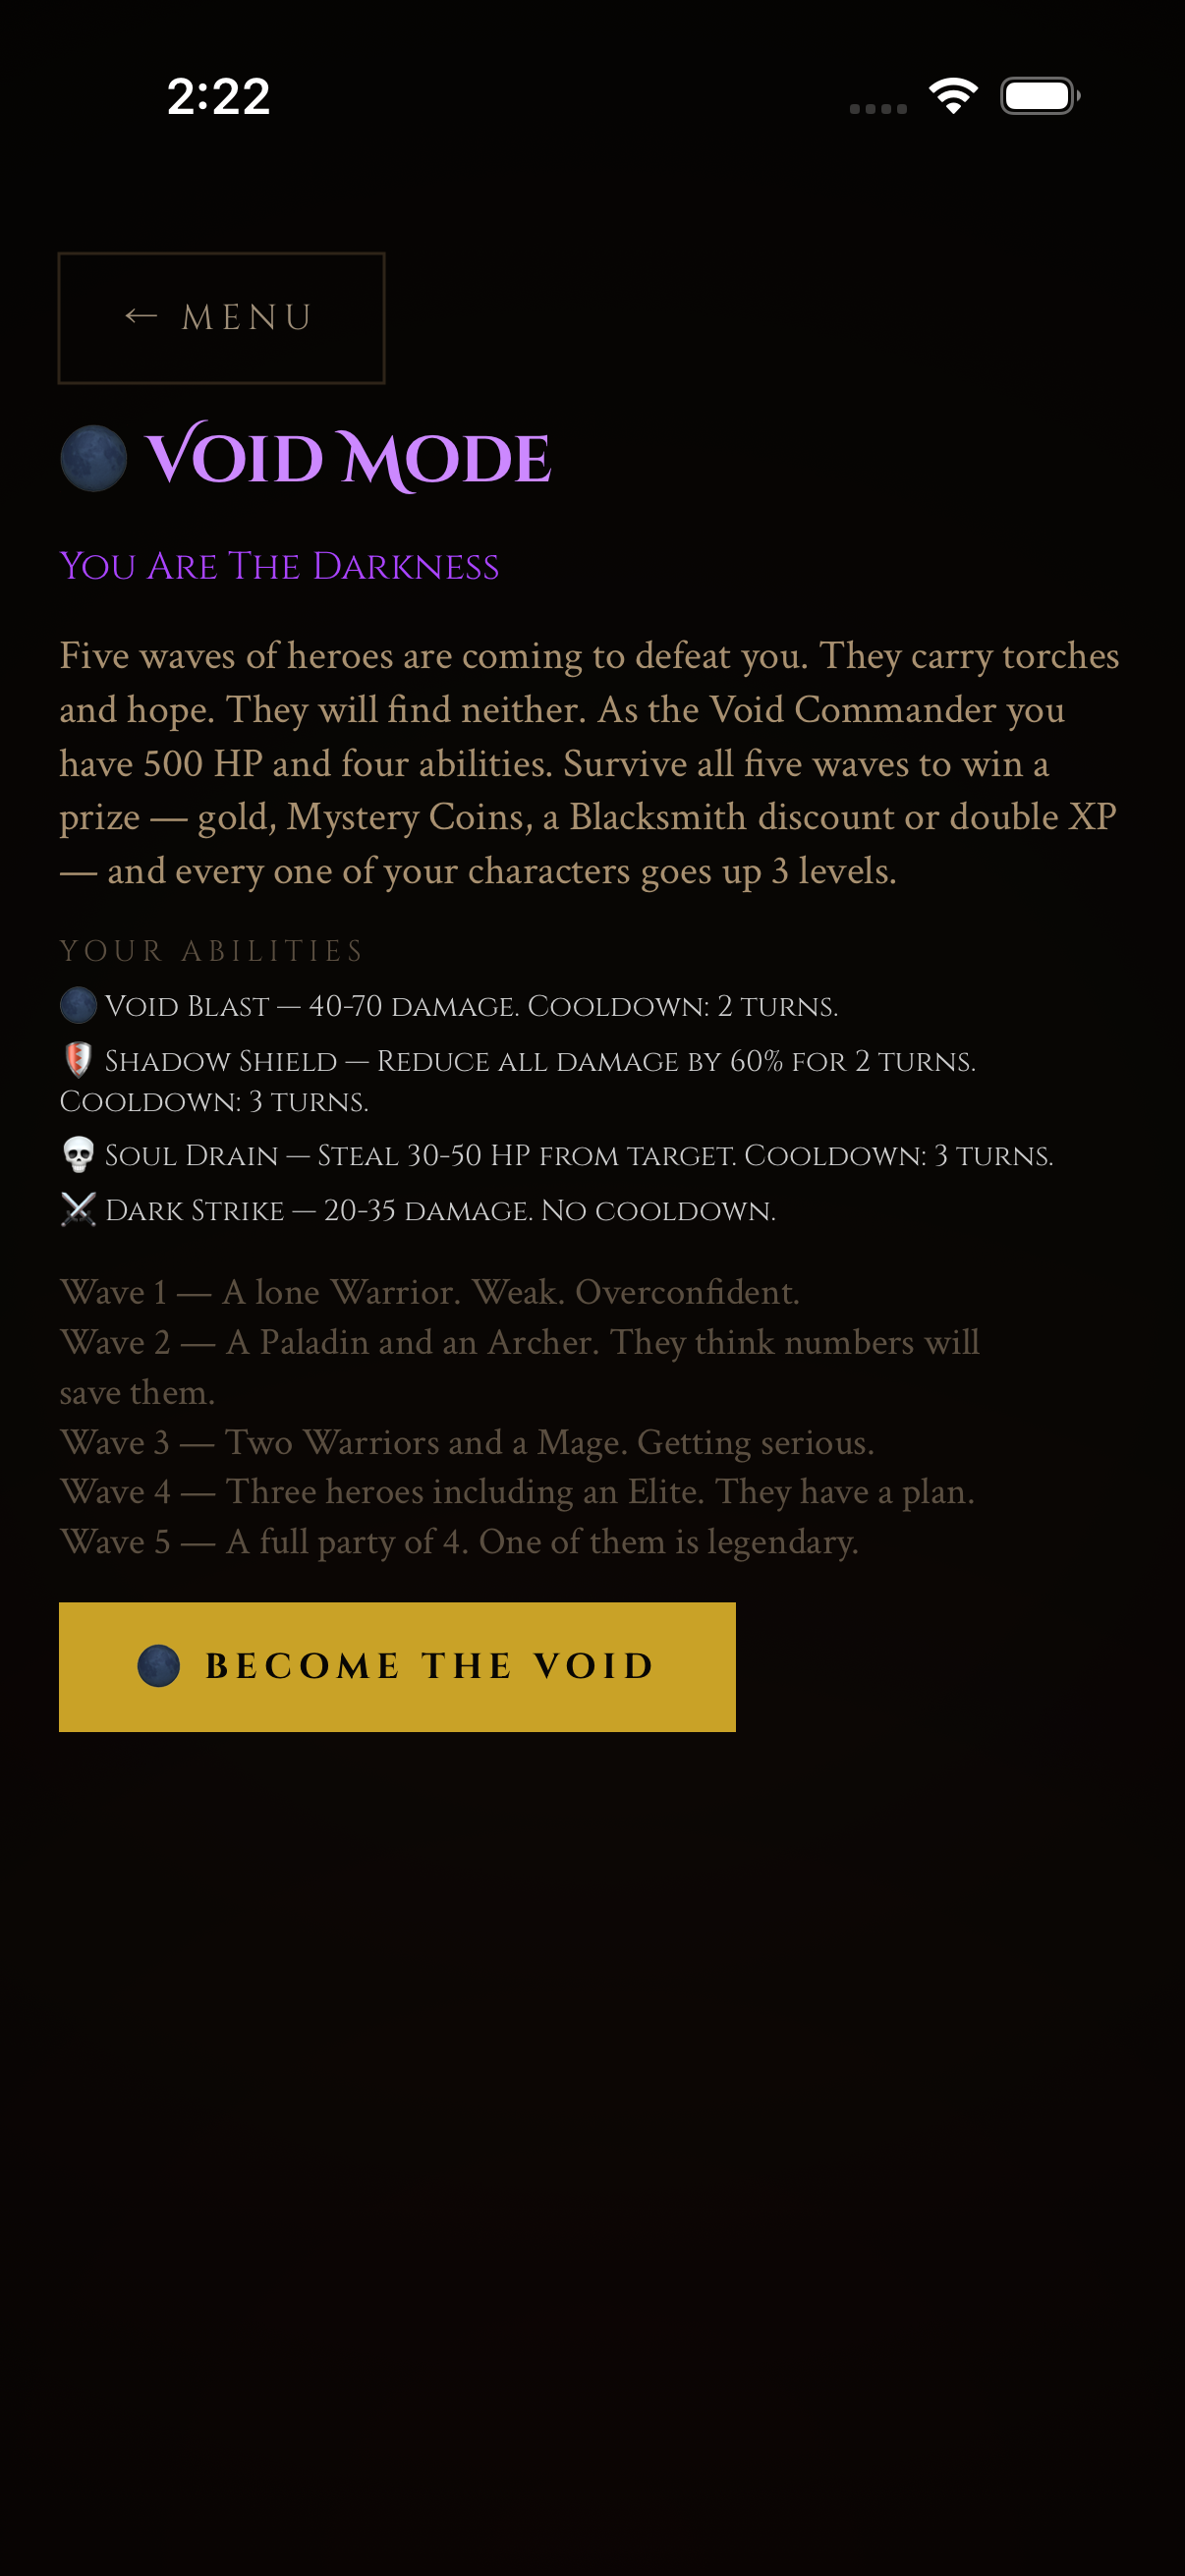 2:22
← MENU
🌑 Void Mode
You Are The Darkness
Five waves of heroes are coming to defeat you. They carry torches
and hope. They will find neither. As the Void Commander you
have 500 HP and four abilities. Survive all five waves to win a
prize — gold, Mystery Coins, a Blacksmith discount or double XP
— and every one of your characters goes up 3 levels.
YOUR ABILITIES
🌑 Void Blast — 40-70 damage. Cooldown: 2 turns.
🛡️ Shadow Shield — Reduce all damage by 60% for 2 turns.
Cooldown: 3 turns.
💀 Soul Drain — Steal 30-50 HP from target. Cooldown: 3 turns.
⚔️ Dark Strike — 20-35 damage. No cooldown.
Wave 1 — A lone Warrior. Weak. Overconfident.
Wave 2 — A Paladin and an Archer. They think numbers will
save them.
Wave 3 — Two Warriors and a Mage. Getting serious.
Wave 4 — Three heroes including an Elite. They have a plan.
Wave 5 — A full party of 4. One of them is legendary.
🌑 BECOME THE VOID